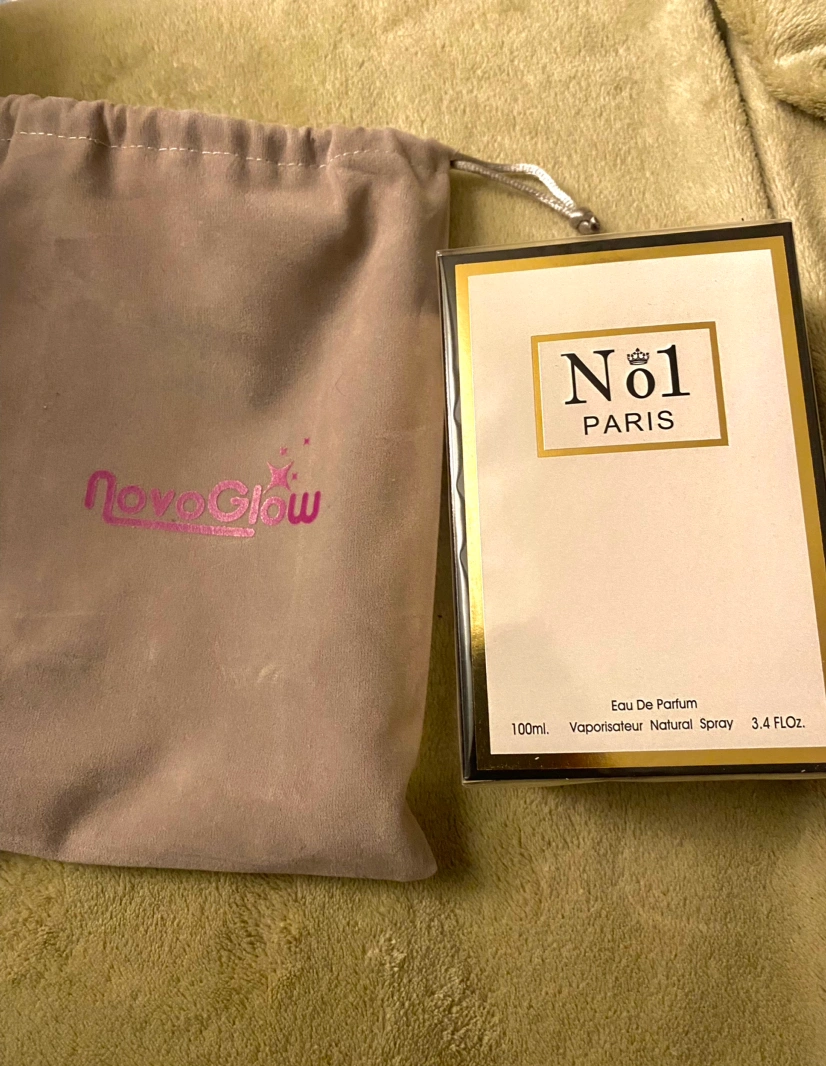 NovoGlow
No1
PARIS
Eau De Parfum
100ml. Vaporisateur Natural Spray 3.4 FLOz.